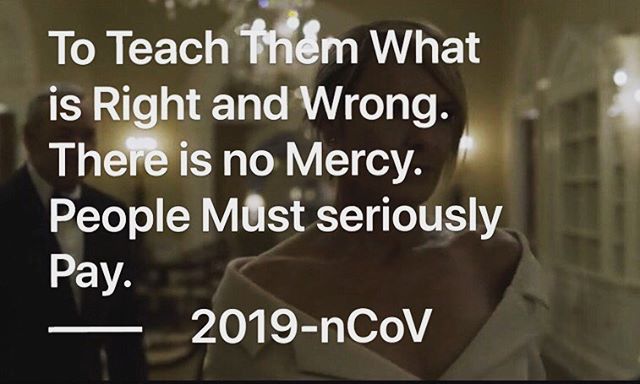 To Teach Them What
is Right and Wrong.
There is no Mercy.
People Must seriously
Pay.
— 2019-nCoV